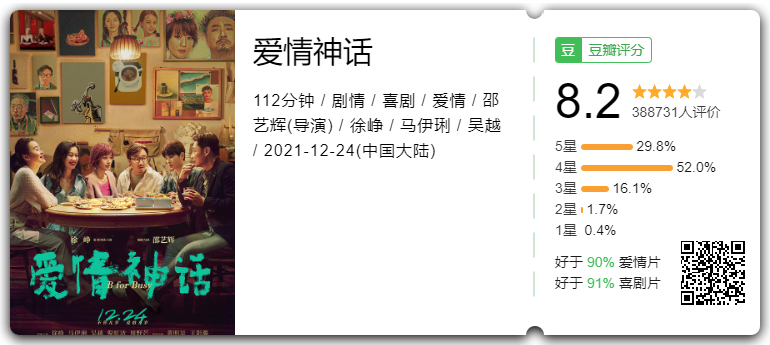 徐峥
邵艺辉
爱情神话
B for Busy
12.24
爱情神话
112分钟 / 剧情 / 喜剧 / 爱情 / 邵
艺辉(导演) / 徐峥 / 马伊琍 / 吴越
/ 2021-12-24(中国大陆)
豆 豆瓣评分
8.2
388731人评价
5星 29.8%
4星 52.0%
3星 16.1%
2星 1.7%
1星 0.4%
好于 90% 爱情片
好于 91% 喜剧片